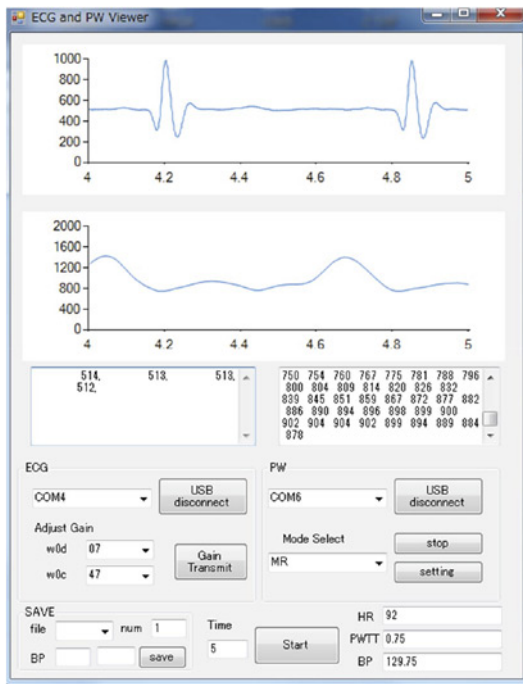 ECG and PW Viewer
1000
800
600
400
200
0
4 4.2 4.4 4.6 4.8 5
2000
1600
1200
800
400
0
4 4.2 4.4 4.6 4.8 5
514, 513, 513,
512,
750 754 760 767 775 781 788 796
800 804 809 814 820 826 832
839 845 851 859 867 872 877 882
886 890 894 896 898 899 900
902 904 904 902 899 894 889 884
878
ECG
COM4
USB disconnect
Adjust Gain
w0d 07
w0c 47
Gain Transmit
PW
COM6
USB disconnect
Mode Select
MR
stop
setting
SAVE
file num 1
BP save
Time
5
Start
HR 92
PWTT 0.75
BP 129.75